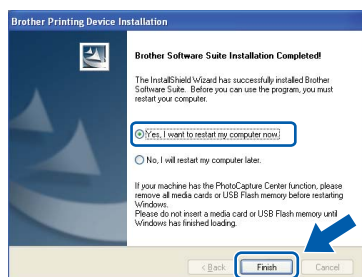 Brother Printing Device Installation
Brother Software Suite Installation Completed!
The InstallShield Wizard has successfully installed Brother
Software Suite. Before you can use the program, you must
restart your computer.
Yes, I want to restart my computer now.
No, I will restart my computer later.
If your machine has the PhotoCapture Center function, please
remove all media cards or USB Flash memory before restarting
Windows.
Please do not insert a media card or USB Flash memory until
Windows has finished loading.
< Back
Finish
Cancel